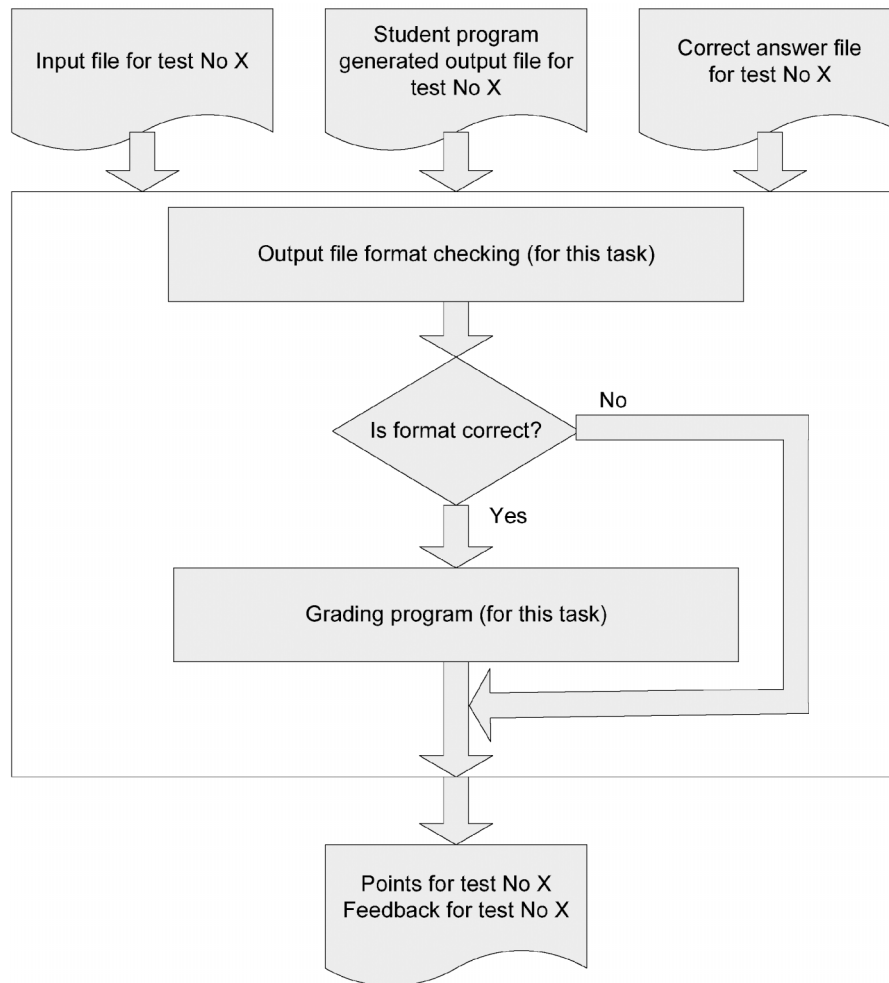 Input file for test No X
Student program
generated output file for
test No X
Correct answer file
for test No X
Output file format checking (for this task)
Is format correct?
No
Yes
Grading program (for this task)
Points for test No X
Feedback for test No X